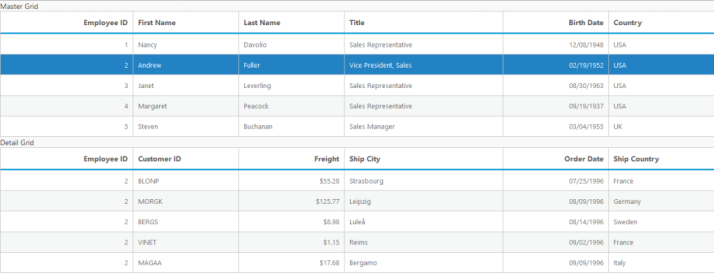 Master Grid
Employee ID First Name Last Name Title Birth Date Country
1 Nancy Davolio Sales Representative 12/08/1948 USA
2 Andrew Fuller Vice President, Sales 02/19/1952 USA
3 Janet Leverling Sales Representative 08/30/1963 USA
4 Margaret Peacock Sales Representative 09/19/1937 USA
5 Steven Buchanan Sales Manager 03/04/1955 UK
Detail Grid
Employee ID Customer ID Freight Ship City Order Date Ship Country
2 BLONP $55.28 Strasbourg 07/25/1996 France
2 MORGK $125.77 Leipzig 08/09/1996 Germany
2 BERGS $8.98 Luleå 08/14/1996 Sweden
2 VINET $1.15 Reims 09/02/1996 France
2 MAGAA $17.68 Bergamo 09/09/1996 Italy